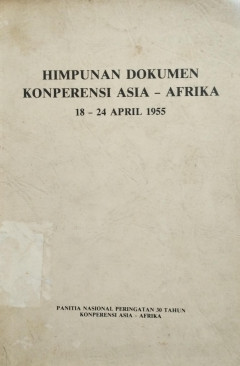 HIMPUNAN DOKUMEN
KONPERENSI ASIA – AFRIKA
18 – 24 APRIL 1955
PANITIA NASIONAL PERINGATAN 30 TAHUN
KONPERENSI ASIA – AFRIKA